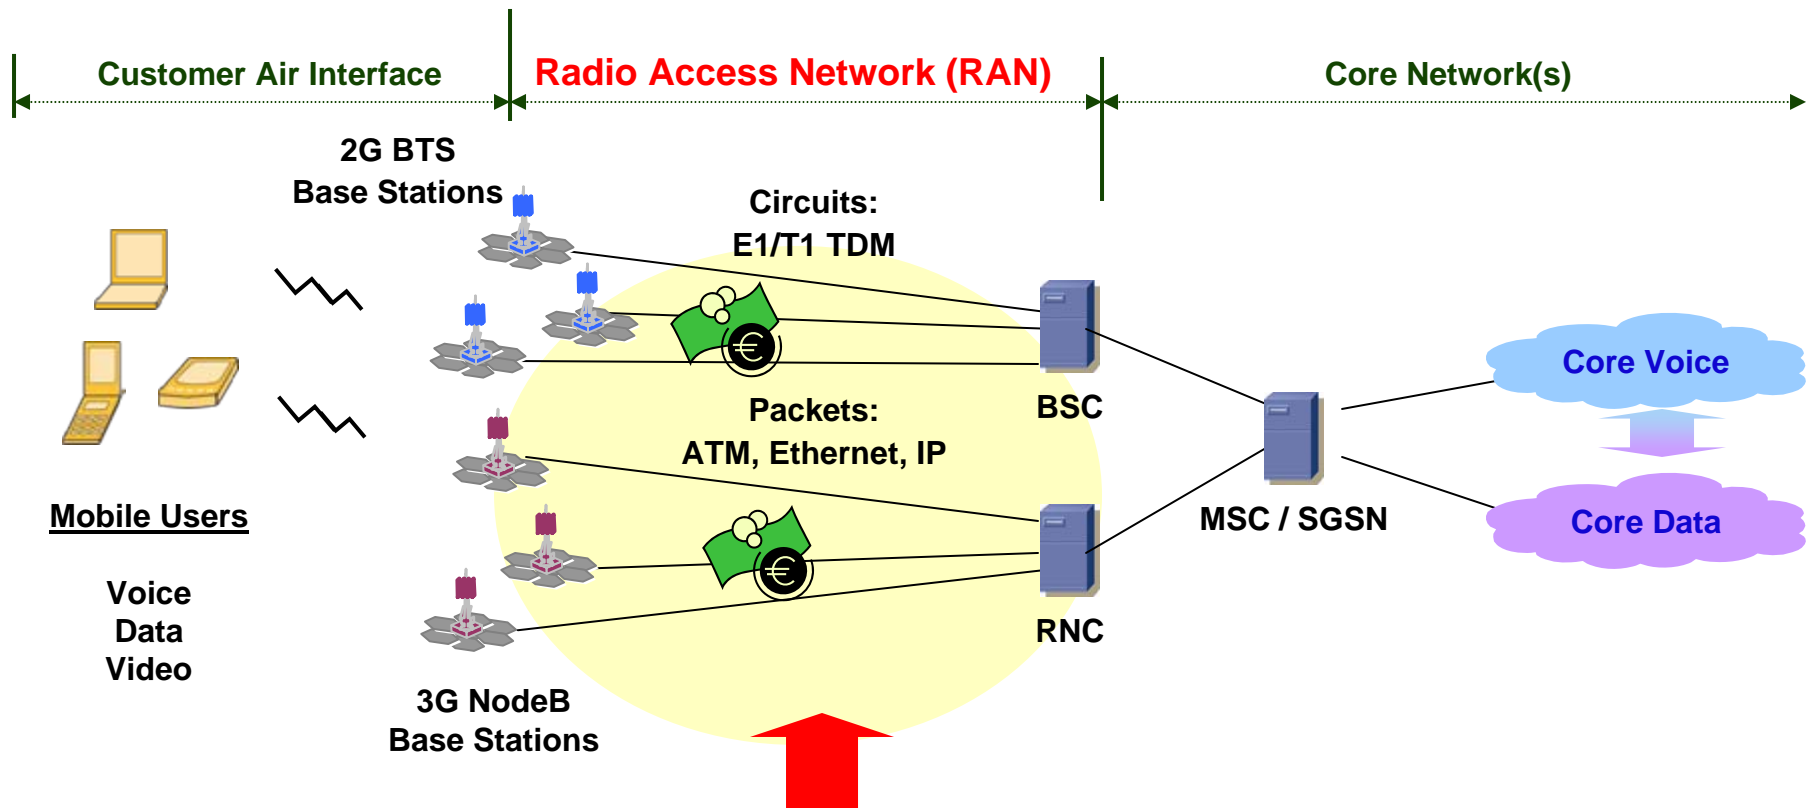 Customer Air Interface
Radio Access Network (RAN)
Core Network(s)
2G BTS
Base Stations
Circuits:
E1/T1 TDM
€
BSC
Packets:
ATM, Ethernet, IP
€
RNC
MSC / SGSN
Core Voice
Core Data
Mobile Users
Voice
Data
Video
3G NodeB
Base Stations